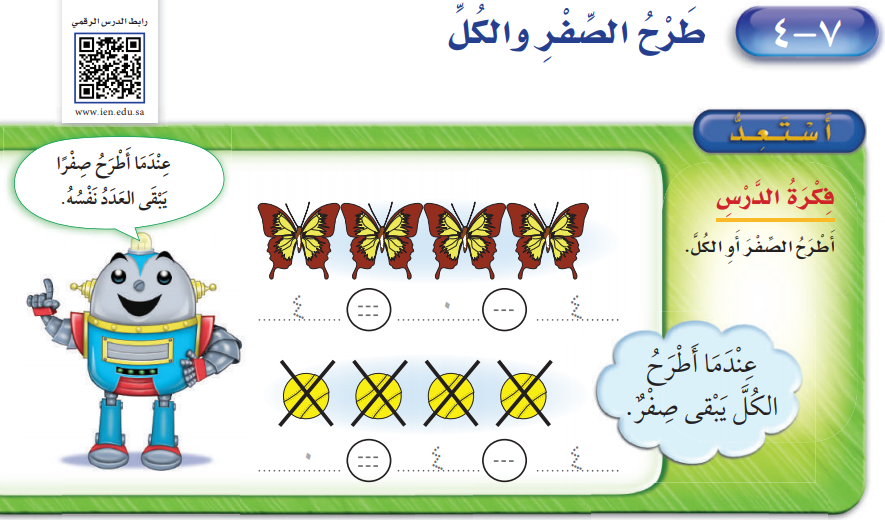 ٧-٤
طَرْحُ الصِّفْرِ والكُلِّ
رابط الدرس الرقمي
www.ien.edu.sa
أَسْتَعِدُّ
فِكْرَةُ الدَّرْسِ
أَطْرَحُ الصِّفْرَ أَوِ الكُلَّ.
عِنْدَمَا أَطْرَحُ
الكُلَّ يَبْقَى صِفْرٌ.
عِنْدَمَا أَطْرَحُ صِفْرًا
يَبْقَى العَدَدُ نَفْسُهُ.
٤ - ٠ = ٤
٤ - ٤ = ٠